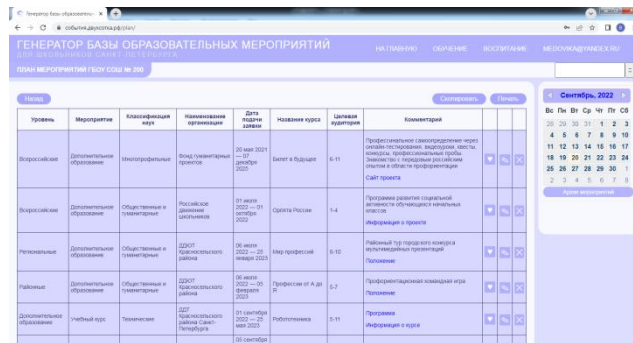 Генератор базы образовательн
события.двухсотка.рф/plan/
ГЕНЕРАТОР БАЗЫ ОБРАЗОВАТЕЛЬНЫХ МЕРОПРИЯТИЙ
ДЛЯ ШКОЛЬНИКОВ САНКТ-ПЕТЕРБУРГА
НА ГЛАВНУЮ ОБУЧЕНИЕ ВОСПИТАНИЕ MEDOVIKA@YANDEX.RU
ПЛАН МЕРОПРИЯТИЙ ГБОУ СОШ № 200
Назад Скопировать Печать
Уровень Мероприятие Классификация наук Наименование организации Дата подачи заявки Название курса Целевая аудитория Комментарий
Всероссийские Дополнительное образование Многопрофильные Фонд гуманитарных проектов 20 мая 2021 — 07 декабря 2025 Билет в будущее 6-11
Профессиональное самоопределение через
онлайн-тестирования, видеоуроки, квесты,
конкурсы, профессиональные пробы.
Знакомство с передовым российским
опытом в области профориентации
Сайт проекта
Всероссийские Дополнительное образование Общественные и гуманитарные Российское движение школьников 01 июля 2022 — 01 октября 2022 Орлята России 1-4
Программа развития социальной
активности обучающихся начальных
классов
Информация о проекте
Региональные Дополнительное образование Общественные и гуманитарные ДДЮТ Красносельского района 06 июля 2022 — 25 января 2023 Мир профессий 8-10
Районный тур городского конкурса
мультимедийных презентаций
Положение
Районные Дополнительное образование Общественные и гуманитарные ДДЮТ Красносельского района 06 июля 2022 — 05 февраля 2023 Профессии от А до Я 5-7
Профориентационная командная игра
Положение
Дополнительное образование Учебный курс Технические ДДТ Красносельского района Санкт-Петербурга 01 сентября 2022 — 25 мая 2023 Робототехника 5-11
Программа
Информация о курсе
05 сентября
Сентябрь, 2022
Вс Пн Вт Ср Чт Пт Сб
28 29 30 31 1 2 3
4 5 6 7 8 9 10
11 12 13 14 15 16 17
18 19 20 21 22 23 24
25 26 27 28 29 30 1
2 3 4 5 6 7 8
Архив мероприятий